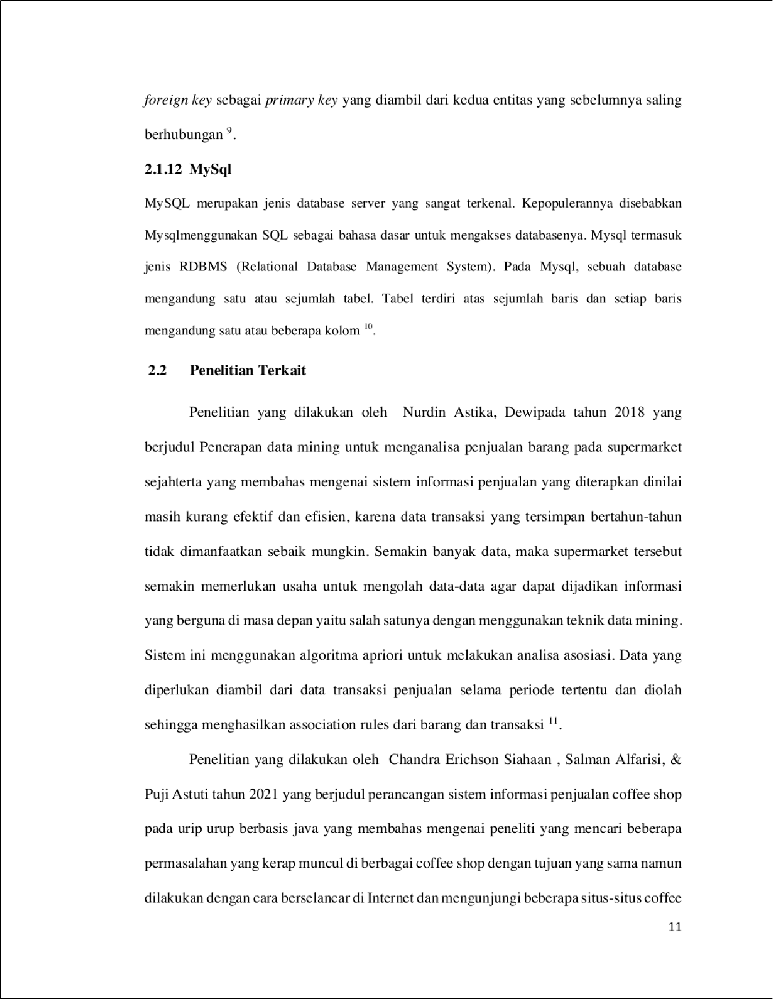 foreign key sebagai primary key yang diambil dari kedua entitas yang sebelumnya saling
berhubungan 9.
2.1.12 MySql
MySQL merupakan jenis database server yang sangat terkenal. Kepopulerannya disebabkan
Mysqlmenggunakan SQL sebagai bahasa dasar untuk mengakses databasenya. Mysql termasuk
jenis RDBMS (Relational Database Management System). Pada Mysql, sebuah database
mengandung satu atau sejumlah tabel. Tabel terdiri atas sejumlah baris dan setiap baris
mengandung satu atau beberapa kolom 10.
2.2 Penelitian Terkait
Penelitian yang dilakukan oleh Nurdin Astika, Dewipada tahun 2018 yang
berjudul Penerapan data mining untuk menganalisa penjualan barang pada supermarket
sejahterta yang membahas mengenai sistem informasi penjualan yang diterapkan dinilai
masih kurang efektif dan efisien, karena data transaksi yang tersimpan bertahun-tahun
tidak dimanfaatkan sebaik mungkin. Semakin banyak data, maka supermarket tersebut
semakin memerlukan usaha untuk mengolah data-data agar dapat dijadikan informasi
yang berguna di masa depan yaitu salah satunya dengan menggunakan teknik data mining.
Sistem ini menggunakan algoritma apriori untuk melakukan analisa asosiasi. Data yang
diperlukan diambil dari data transaksi penjualan selama periode tertentu dan diolah
sehingga menghasilkan association rules dari barang dan transaksi 11.
Penelitian yang dilakukan oleh Chandra Erichson Siahaan , Salman Alfarisi, &
Puji Astuti tahun 2021 yang berjudul perancangan sistem informasi penjualan coffee shop
pada urip urup berbasis java yang membahas mengenai peneliti yang mencari beberapa
permasalahan yang kerap muncul di berbagai coffee shop dengan tujuan yang sama namun
dilakukan dengan cara berselancar di Internet dan mengunjungi beberapa situs-situs coffee
11